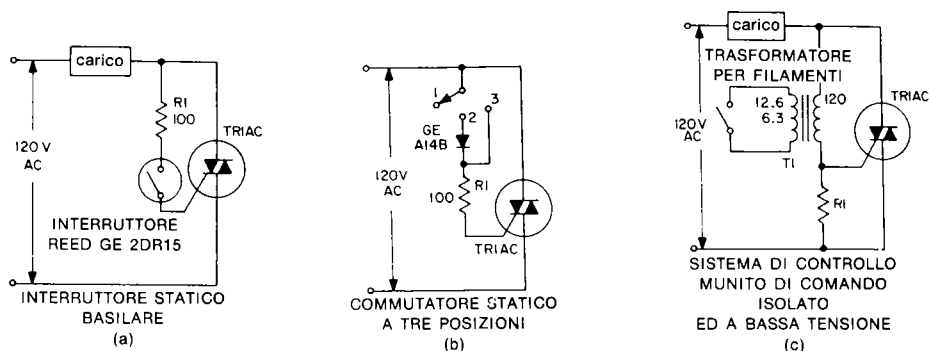 carico
R1
100
120 V
AC
TRIAC
INTERRUTTORE
REED GE 2DR15
INTERRUTTORE STATICO
BASILARE
(a)
1
2
3
GE
A14B
120V
AC
R1
100
TRIAC
COMMUTATORE STATICO
A TRE POSIZIONI
(b)
carico
TRASFORMATORE
PER FILAMENTI
12.6
6.3
120
TRIAC
120V
AC
T1
R1
SISTEMA DI CONTROLLO
MUNITO DI COMANDO
ISOLATO
ED A BASSA TENSIONE
(c)